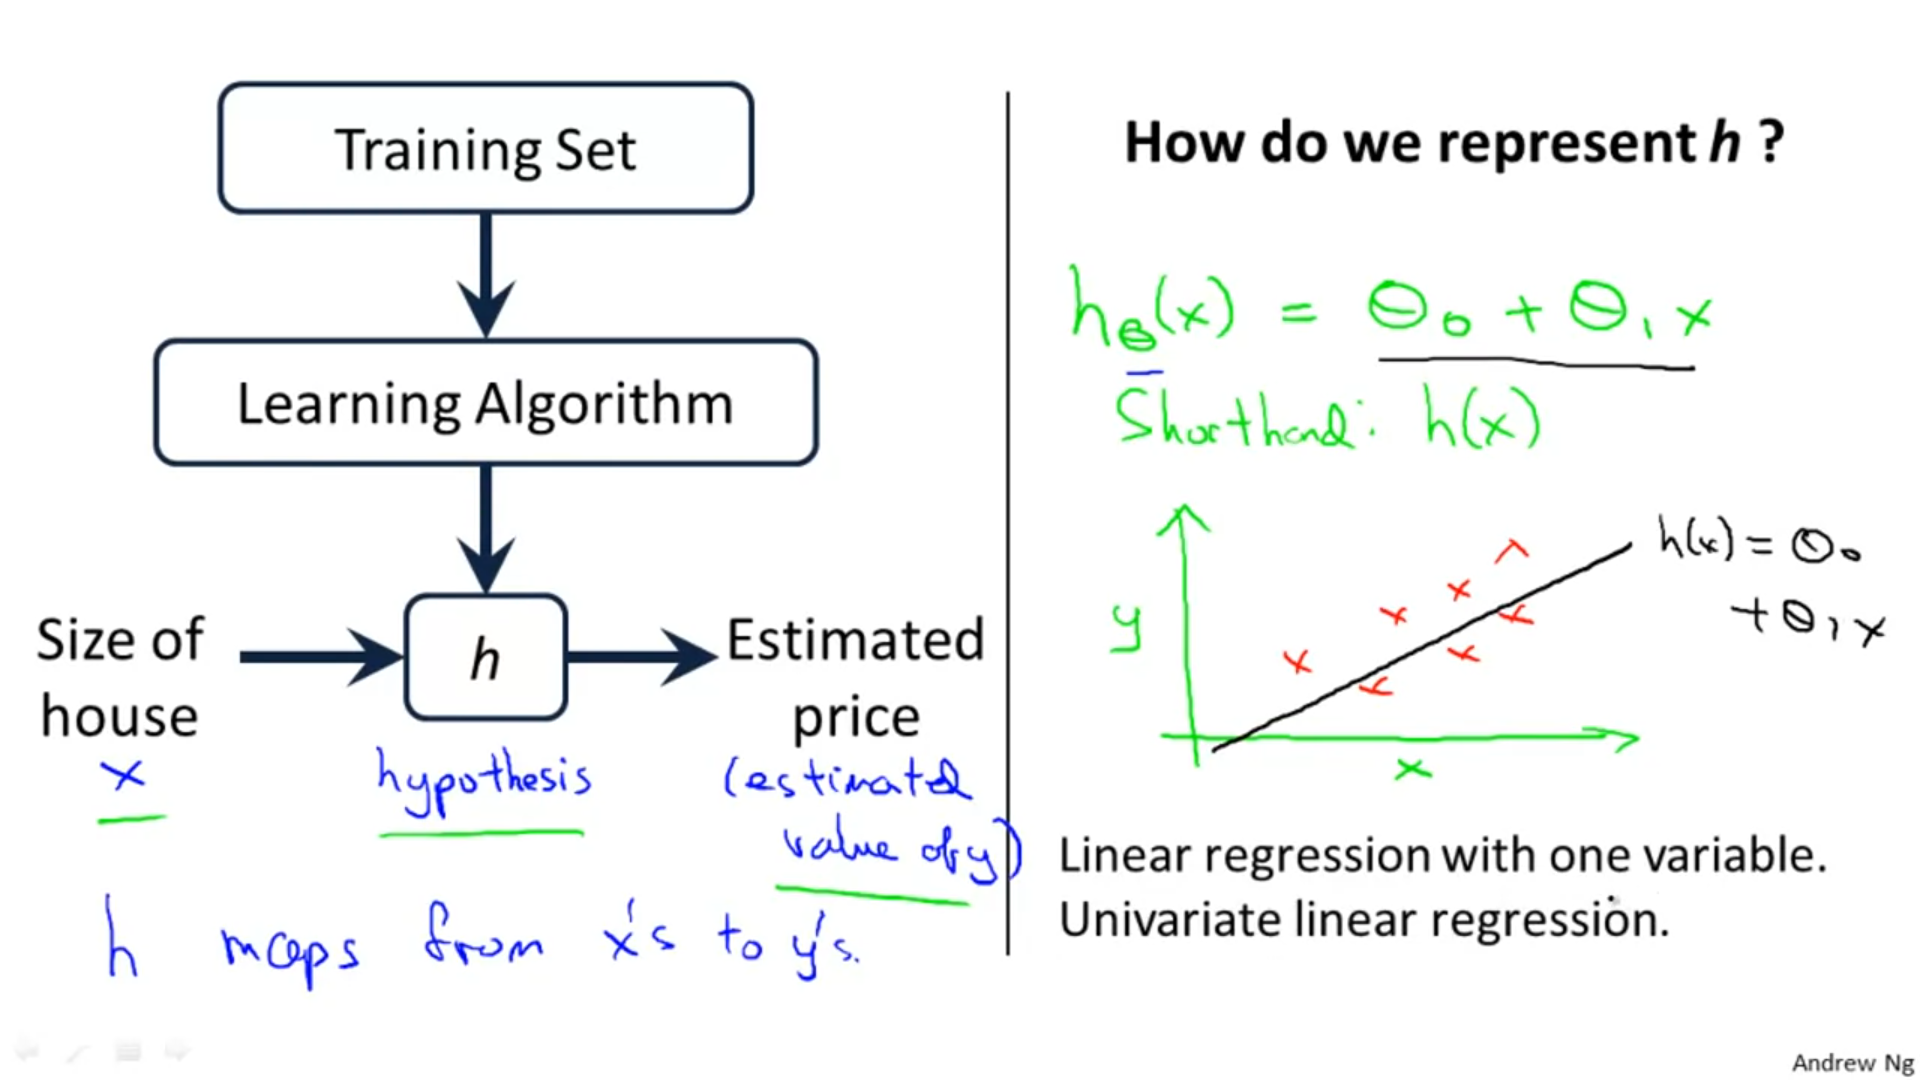 Training Set
Learning Algorithm
Size of
house
h
Estimated
price
x
hypothesis
(estimated
value of y)
h maps from x's to y's.
How do we represent h ?
hθ(x) = θ₀ + θ₁x
Shorthand: h(x)
y
x
h(x) = θ₀
+ θ₁x
Linear regression with one variable.
Univariate linear regression.
Andrew Ng